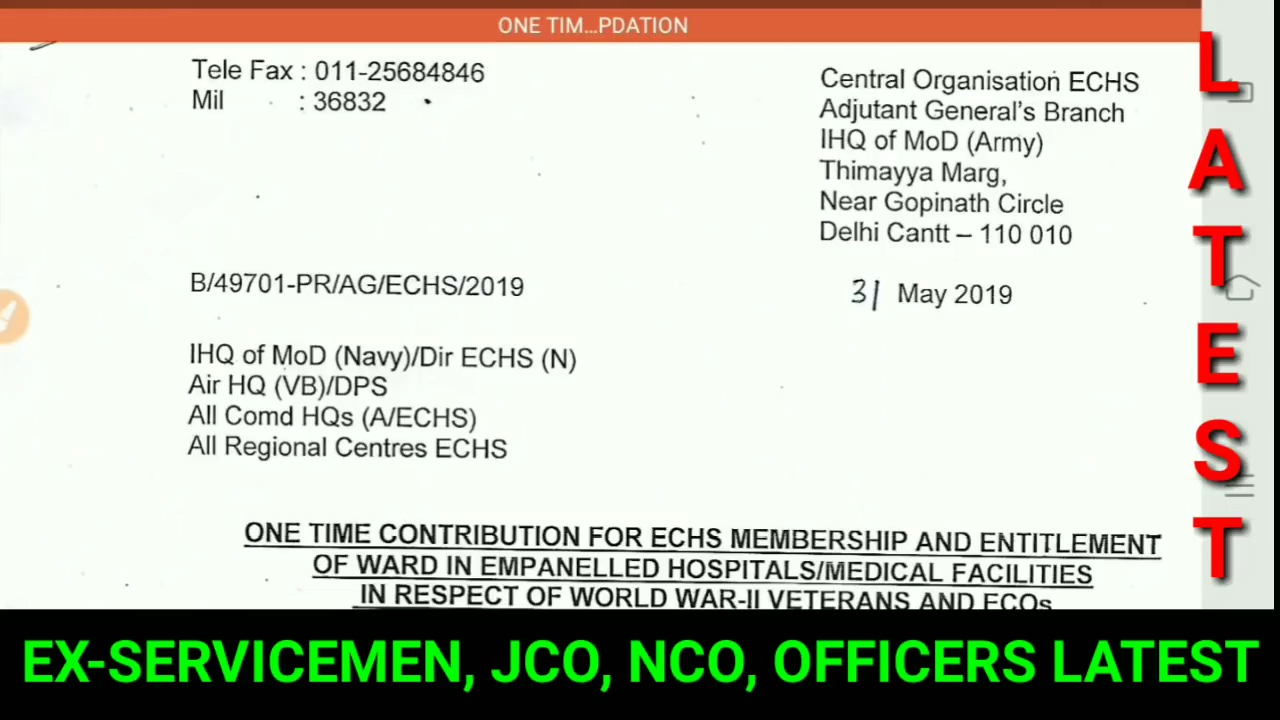 ONE TIM...PDATION
Tele Fax : 011-25684846
Mil : 36832
Central Organisation ECHS
Adjutant General's Branch
IHQ of MoD (Army)
Thimayya Marg,
Near Gopinath Circle
Delhi Cantt – 110 010
B/49701-PR/AG/ECHS/2019
31 May 2019
IHQ of MoD (Navy)/Dir ECHS (N)
Air HQ (VB)/DPS
All Comd HQs (A/ECHS)
All Regional Centres ECHS
ONE TIME CONTRIBUTION FOR ECHS MEMBERSHIP AND ENTITLEMENT
OF WARD IN EMPANELLED HOSPITALS/MEDICAL FACILITIES
IN RESPECT OF WORLD WAR-II VETERANS AND ECOs
LATEST
EX-SERVICEMEN, JCO, NCO, OFFICERS LATEST